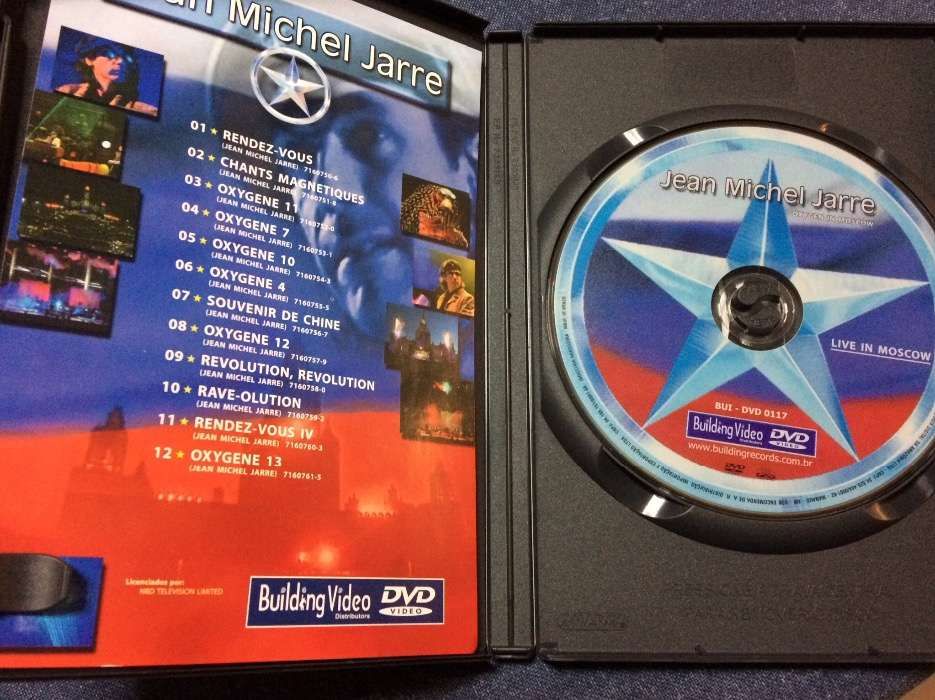 an Michel Jarre
01 ★ RENDEZ-VOUS
(JEAN MICHEL JARRE) 7160750-6
02 ★ CHANTS MAGNETIQUES
(JEAN MICHEL JARRE) 7160751-8
03 ★ OXYGENE 11
(JEAN MICHEL JARRE) 7160752-0
04 ★ OXYGENE 7
(JEAN MICHEL JARRE) 7160753-1
05 ★ OXYGENE 10
(JEAN MICHEL JARRE) 7160754-3
06 ★ OXYGENE 4
(JEAN MICHEL JARRE) 7160755-5
07 ★ SOUVENIR DE CHINE
(JEAN MICHEL JARRE) 7160756-7
08 ★ OXYGENE 12
(JEAN MICHEL JARRE) 7160757-9
09 ★ REVOLUTION, REVOLUTION
(JEAN MICHEL JARRE) 7160758-0
10 ★ RAVE-OLUTION
(JEAN MICHEL JARRE) 7160759-2
11 ★ RENDEZ-VOUS IV
(JEAN MICHEL JARRE) 7160760-3
12 ★ OXYGENE 13
(JEAN MICHEL JARRE) 7160761-5
Licenciados por:
NBD TELEVISION LIMITED
Building Video
Distributors
DVD
VIDEO
Jean Michel Jarre
OXYGEN IN MOSCOW
LIVE IN MOSCOW
BUI - DVD 0117
Building Video
Distributors
DVD
VIDEO
www.buildingrecords.com.br